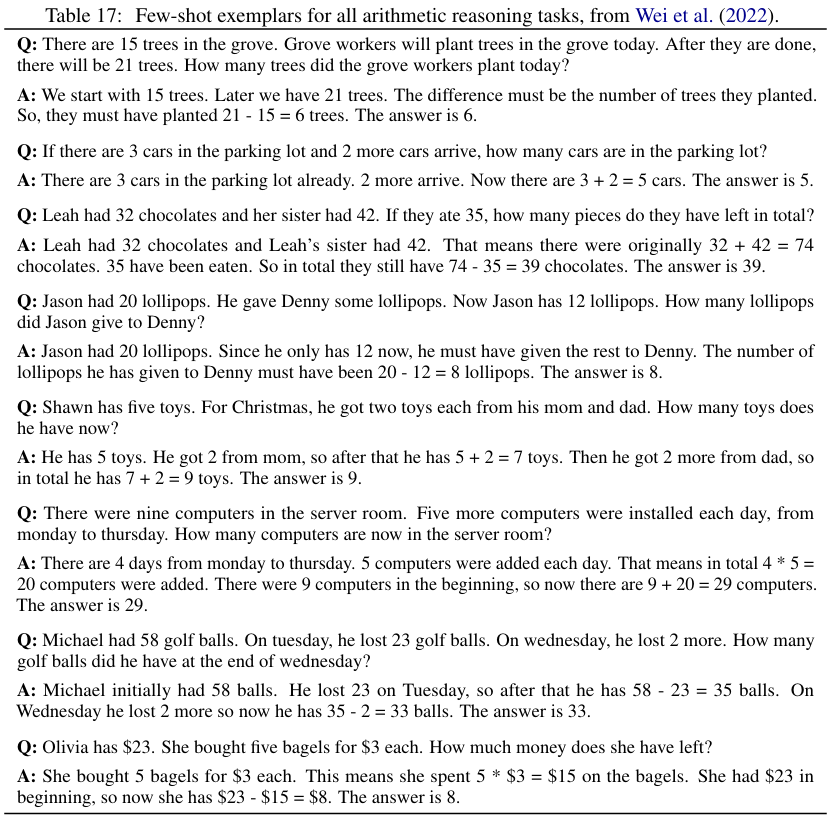 Table 17: Few-shot exemplars for all arithmetic reasoning tasks, from Wei et al. (2022).
Q: There are 15 trees in the grove. Grove workers will plant trees in the grove today. After they are done,
there will be 21 trees. How many trees did the grove workers plant today?
A: We start with 15 trees. Later we have 21 trees. The difference must be the number of trees they planted.
So, they must have planted 21 - 15 = 6 trees. The answer is 6.
Q: If there are 3 cars in the parking lot and 2 more cars arrive, how many cars are in the parking lot?
A: There are 3 cars in the parking lot already. 2 more arrive. Now there are 3 + 2 = 5 cars. The answer is 5.
Q: Leah had 32 chocolates and her sister had 42. If they ate 35, how many pieces do they have left in total?
A: Leah had 32 chocolates and Leah's sister had 42. That means there were originally 32 + 42 = 74
chocolates. 35 have been eaten. So in total they still have 74 - 35 = 39 chocolates. The answer is 39.
Q: Jason had 20 lollipops. He gave Denny some lollipops. Now Jason has 12 lollipops. How many lollipops
did Jason give to Denny?
A: Jason had 20 lollipops. Since he only has 12 now, he must have given the rest to Denny. The number of
lollipops he has given to Denny must have been 20 - 12 = 8 lollipops. The answer is 8.
Q: Shawn has five toys. For Christmas, he got two toys each from his mom and dad. How many toys does
he have now?
A: He has 5 toys. He got 2 from mom, so after that he has 5 + 2 = 7 toys. Then he got 2 more from dad, so
in total he has 7 + 2 = 9 toys. The answer is 9.
Q: There were nine computers in the server room. Five more computers were installed each day, from
monday to thursday. How many computers are now in the server room?
A: There are 4 days from monday to thursday. 5 computers were added each day. That means in total 4 * 5 =
20 computers were added. There were 9 computers in the beginning, so now there are 9 + 20 = 29 computers.
The answer is 29.
Q: Michael had 58 golf balls. On tuesday, he lost 23 golf balls. On wednesday, he lost 2 more. How many
golf balls did he have at the end of wednesday?
A: Michael initially had 58 balls. He lost 23 on Tuesday, so after that he has 58 - 23 = 35 balls. On
Wednesday he lost 2 more so now he has 35 - 2 = 33 balls. The answer is 33.
Q: Olivia has $23. She bought five bagels for $3 each. How much money does she have left?
A: She bought 5 bagels for $3 each. This means she spent 5 * $3 = $15 on the bagels. She had $23 in
beginning, so now she has $23 - $15 = $8. The answer is 8.